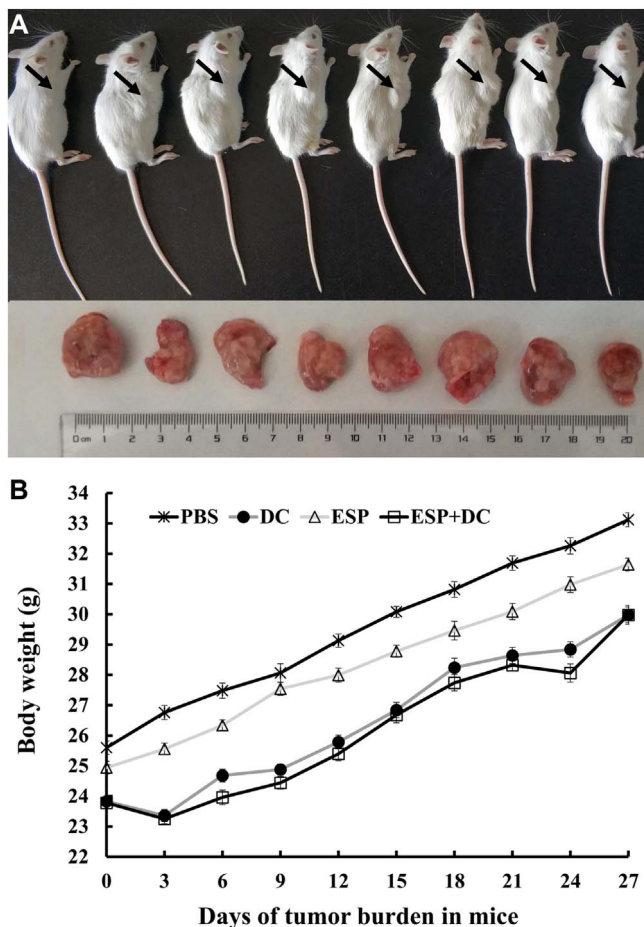 A
0 cm 1 2 3 4 5 6 7 8 9 10 11 12 13 14 15 16 17 18 19 20
B
PBS DC ESP ESP+DC
34
33
32
31
30
29
28
27
26
25
24
23
22
Body weight (g)
0 3 6 9 12 15 18 21 24 27
Days of tumor burden in mice